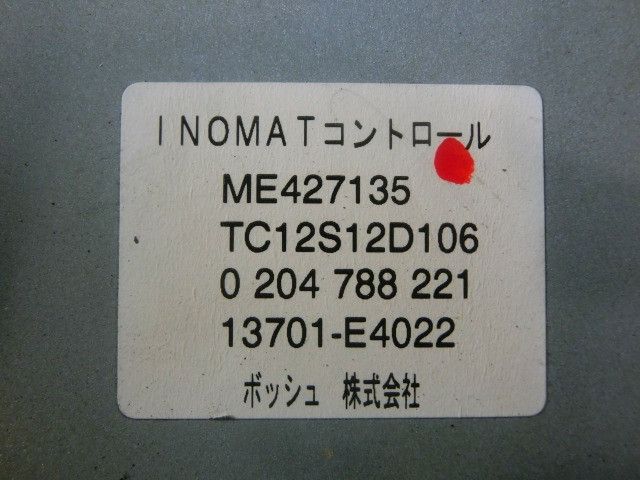 INOMATコントロール
ME427135
TC12S12D106
0 204 788 221
13701-E4022
ボッシュ 株式会社